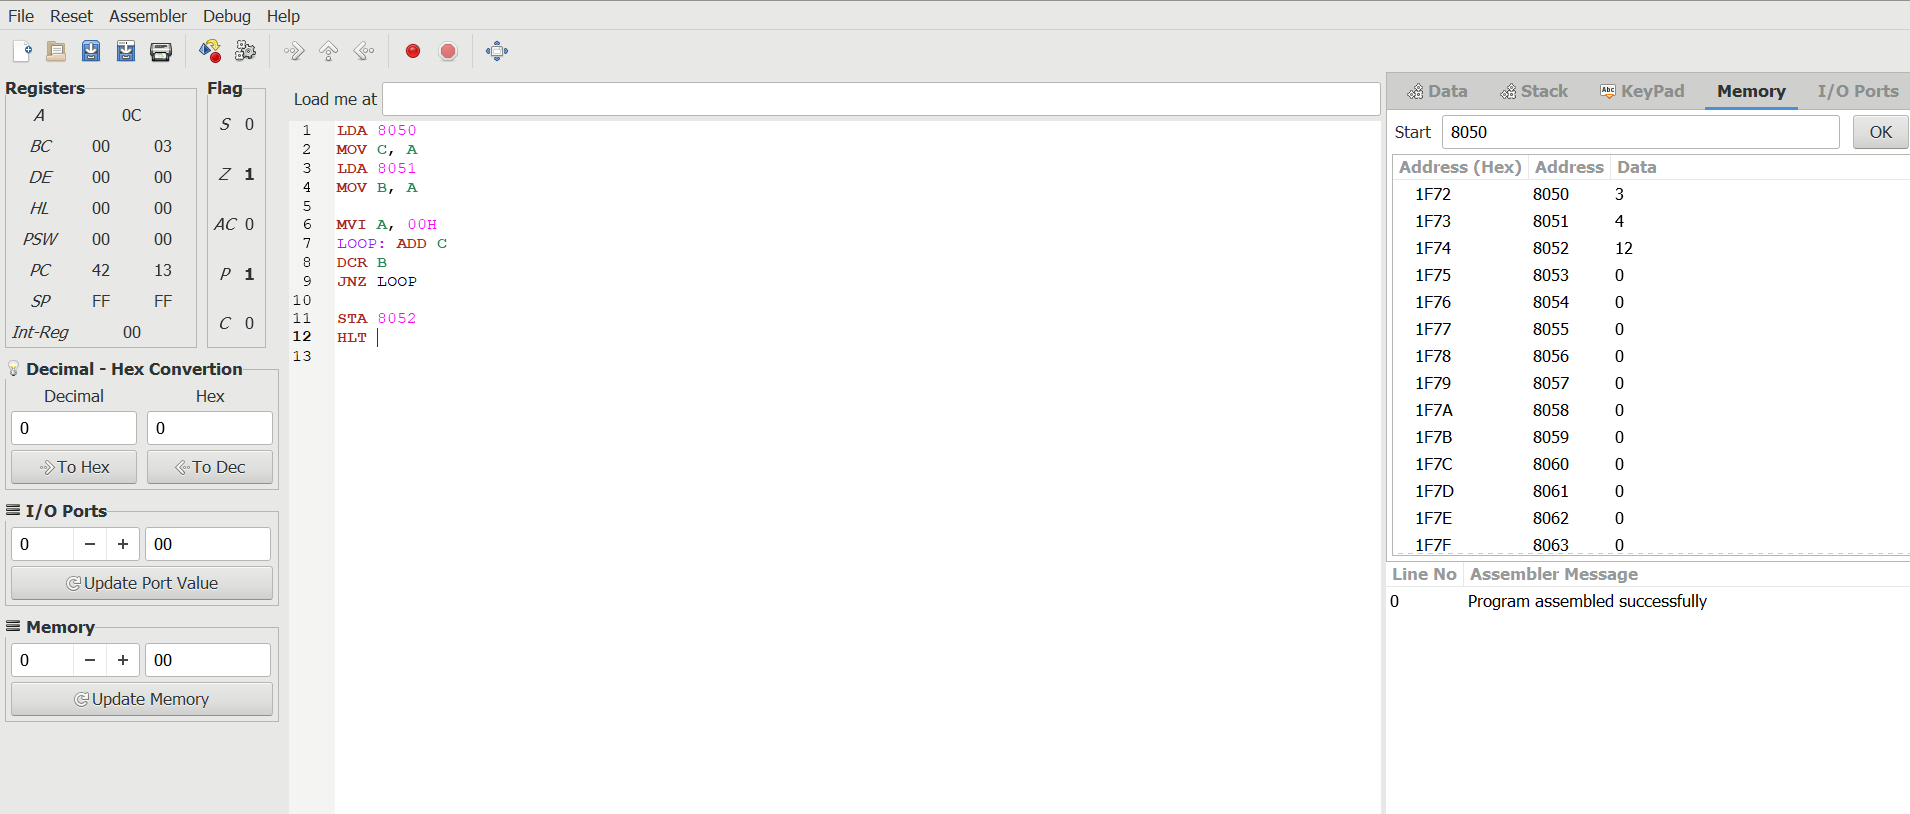 File Reset Assembler Debug Help
Registers
A 0C
BC 00 03
DE 00 00
HL 00 00
PSW 00 00
PC 42 13
SP FF FF
Int-Reg 00
Flag
S 0
Z 1
AC 0
P 1
C 0
Decimal - Hex Convertion
Decimal Hex
0 0
To Hex To Dec
I/O Ports
0 − + 00
Update Port Value
Memory
0 − + 00
Update Memory
Load me at
1 LDA 8050
2 MOV C, A
3 LDA 8051
4 MOV B, A
5
6 MVI A, 00H
7 LOOP: ADD C
8 DCR B
9 JNZ LOOP
10
11 STA 8052
12 HLT
13
Data Stack Abc KeyPad Memory I/O Ports
Start 8050 OK
Address (Hex) Address Data
1F72 8050 3
1F73 8051 4
1F74 8052 12
1F75 8053 0
1F76 8054 0
1F77 8055 0
1F78 8056 0
1F79 8057 0
1F7A 8058 0
1F7B 8059 0
1F7C 8060 0
1F7D 8061 0
1F7E 8062 0
1F7F 8063 0
Line No Assembler Message
0 Program assembled successfully